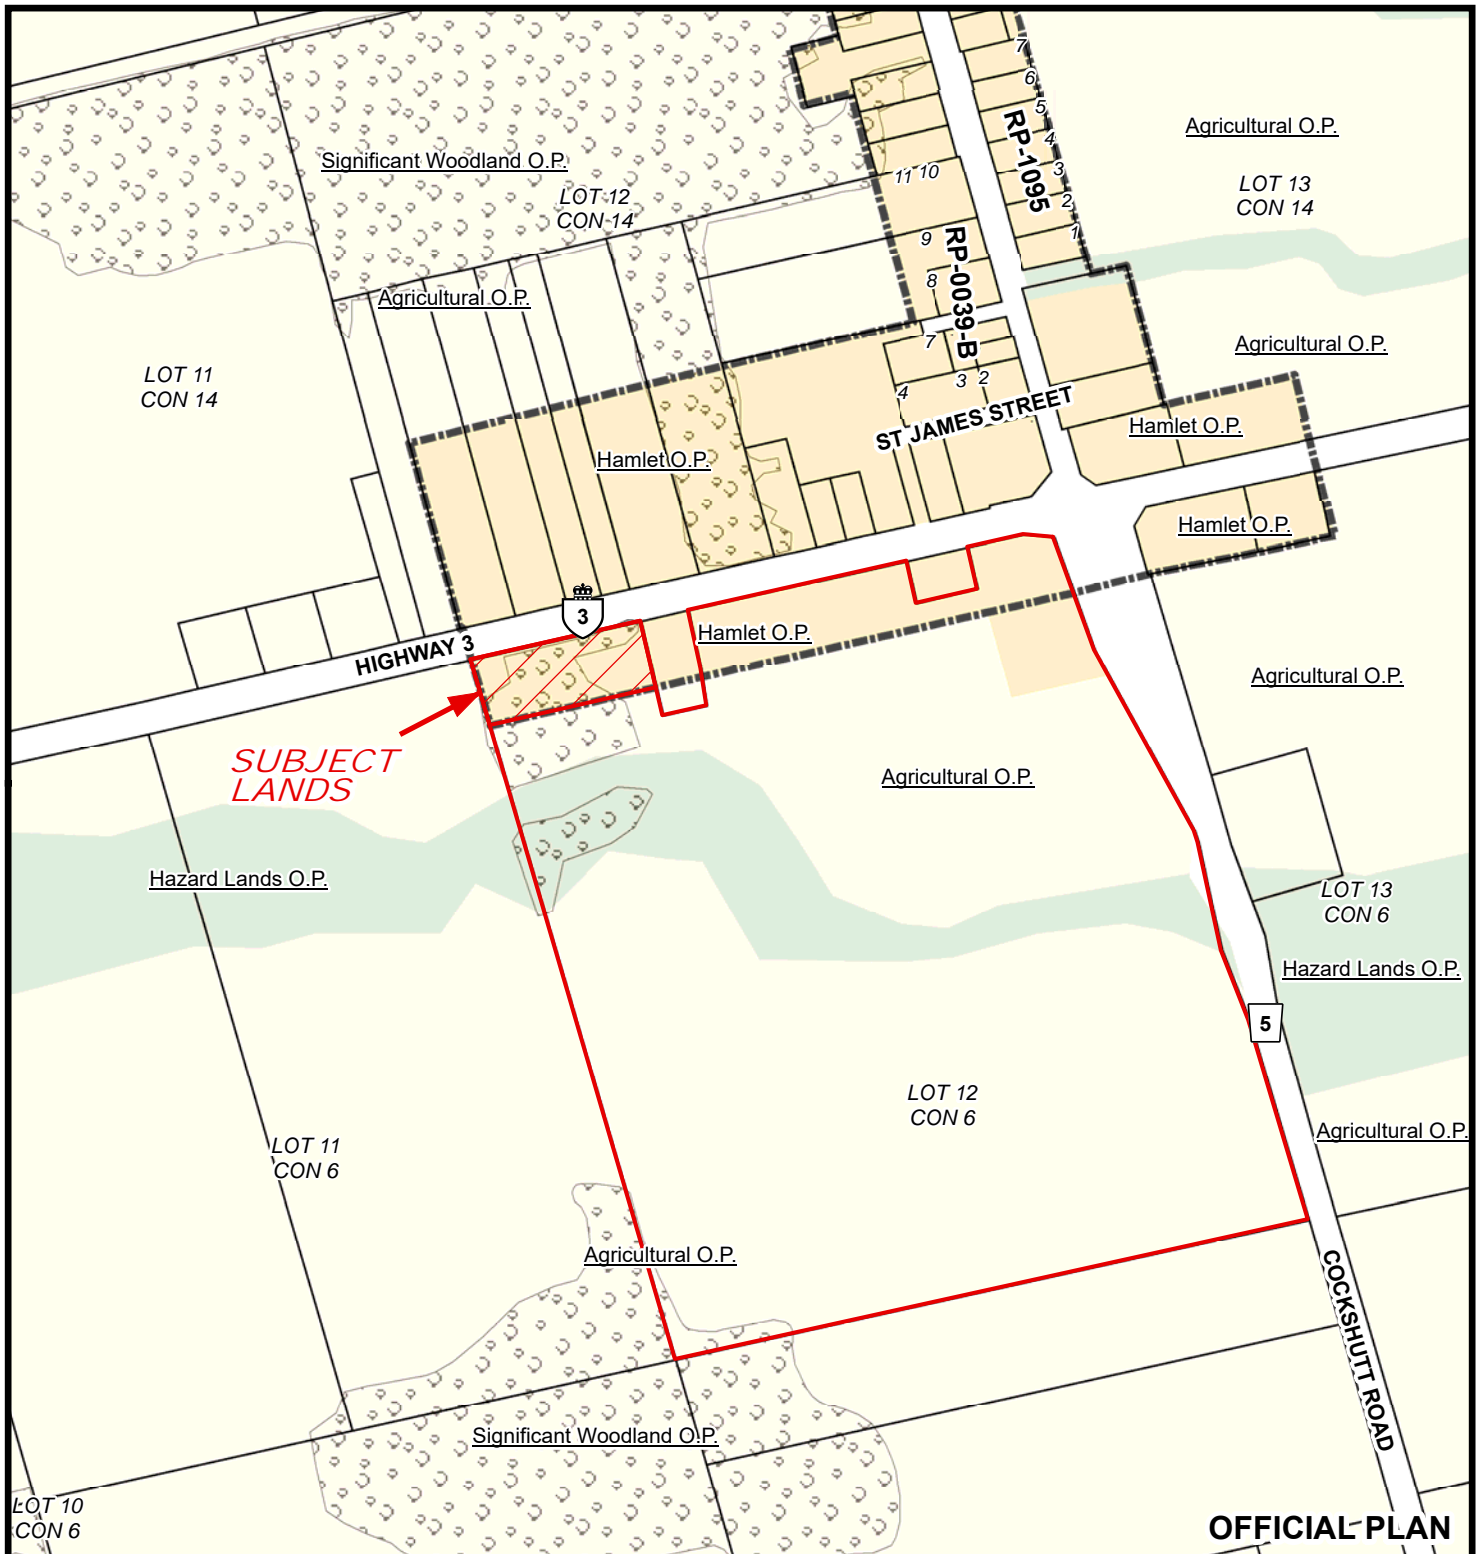 7
6
5
4
3
2
1
RP-1095
Agricultural O.P.
Significant Woodland O.P.
LOT 12
CON 14
11 10
LOT 13
CON 14
9
8
RP-0039-B
Agricultural O.P.
7
Agricultural O.P.
LOT 11
CON 14
4
3
2
ST JAMES STREET
Hamlet O.P.
Hamlet O.P.
Hamlet O.P.
3
HIGHWAY 3
Hamlet O.P.
Agricultural O.P.
SUBJECT
LANDS
Agricultural O.P.
Hazard Lands O.P.
LOT 13
CON 6
Hazard Lands O.P.
5
LOT 12
CON 6
Agricultural O.P.
LOT 11
CON 6
Agricultural O.P.
COCKSHUTT ROAD
Significant Woodland O.P.
LOT 10
CON 6
OFFICIAL PLAN